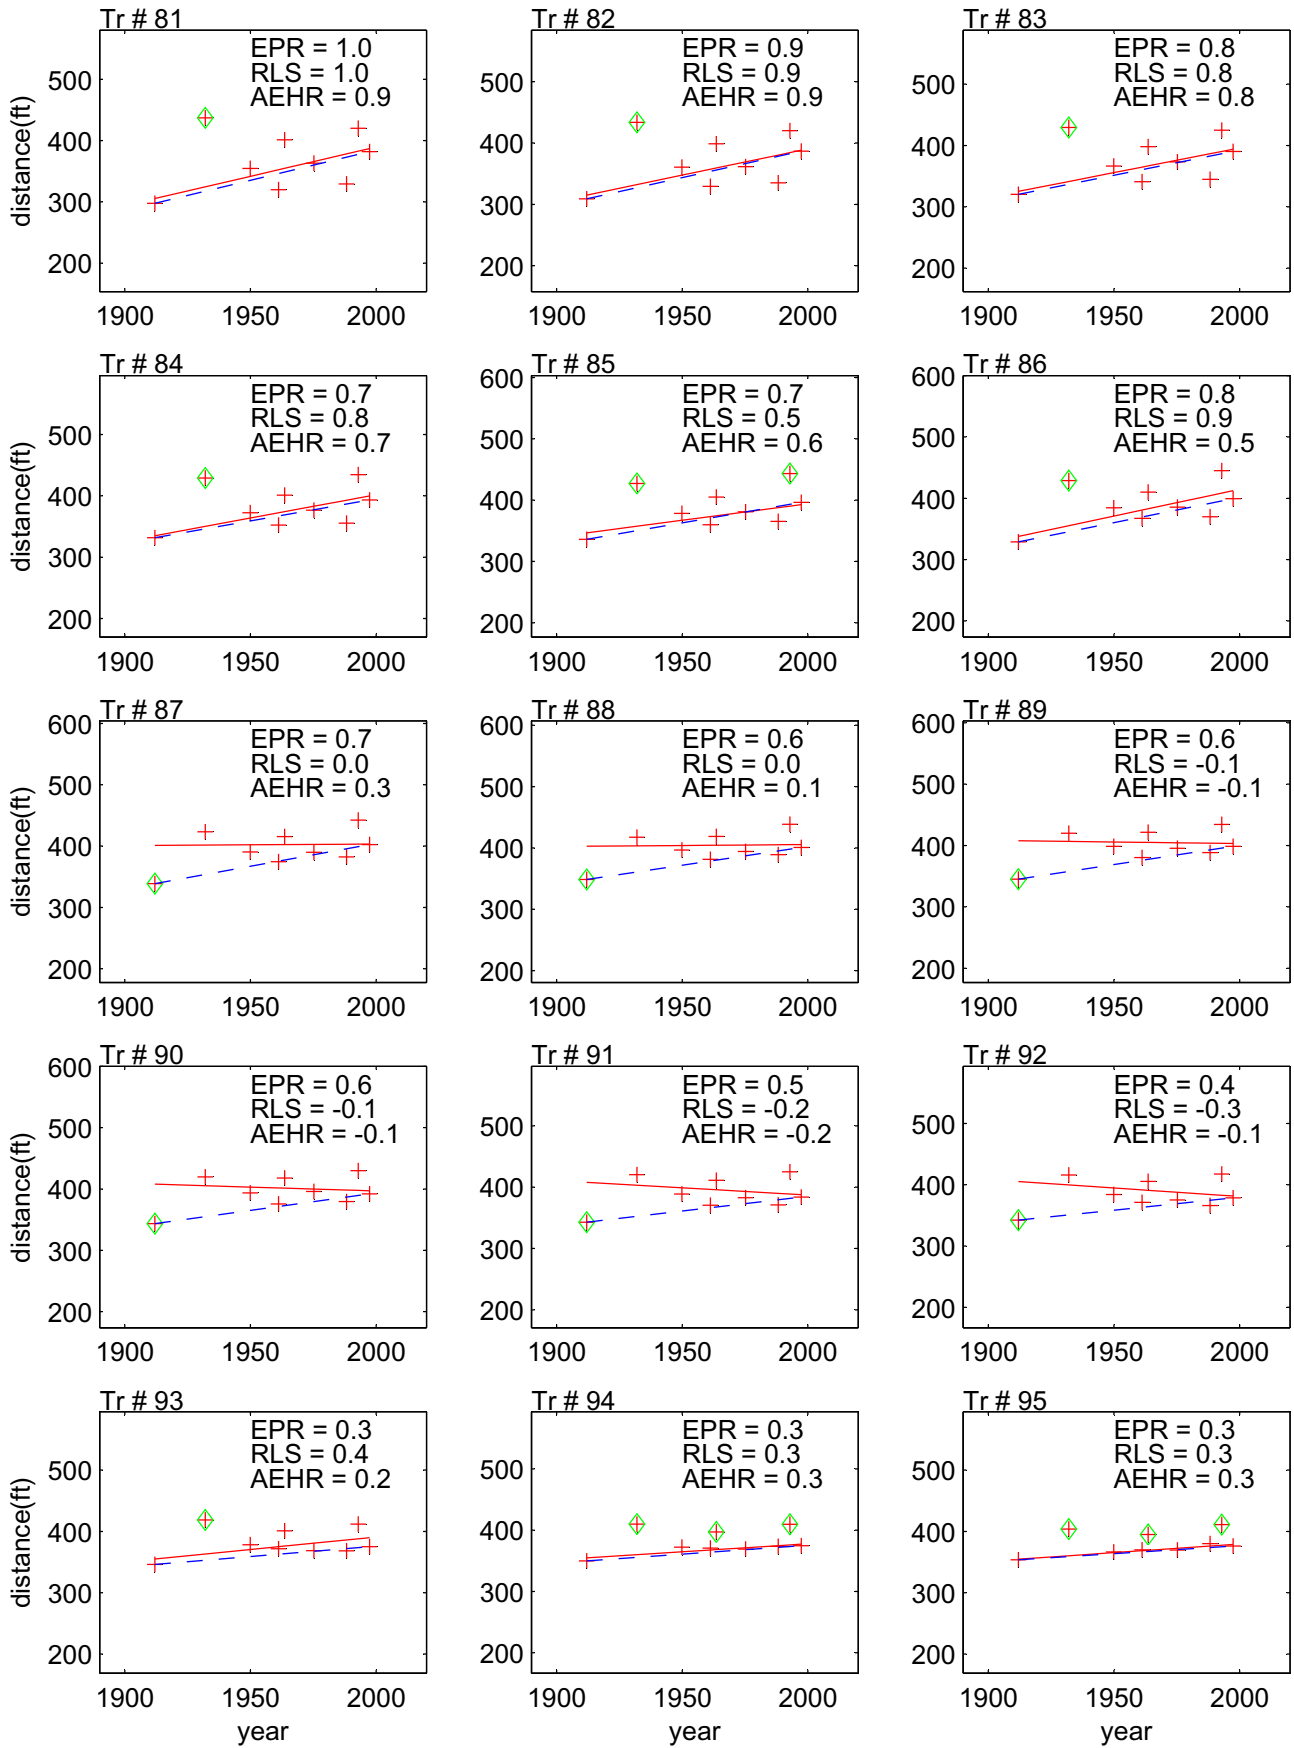 Tr # 81
EPR = 1.0
RLS = 1.0
AEHR = 0.9
500
400
300
200
distance(ft)
1900 1950 2000
Tr # 82
EPR = 0.9
RLS = 0.9
AEHR = 0.9
500
400
300
200
1900 1950 2000
Tr # 83
EPR = 0.8
RLS = 0.8
AEHR = 0.8
500
400
300
200
1900 1950 2000
Tr # 84
EPR = 0.7
RLS = 0.8
AEHR = 0.7
500
400
300
200
distance(ft)
1900 1950 2000
Tr # 85
EPR = 0.7
RLS = 0.5
AEHR = 0.6
600
500
400
300
200
1900 1950 2000
Tr # 86
EPR = 0.8
RLS = 0.9
AEHR = 0.5
600
500
400
300
200
1900 1950 2000
Tr # 87
EPR = 0.7
RLS = 0.0
AEHR = 0.3
600
500
400
300
200
distance(ft)
1900 1950 2000
Tr # 88
EPR = 0.6
RLS = 0.0
AEHR = 0.1
600
500
400
300
200
1900 1950 2000
Tr # 89
EPR = 0.6
RLS = -0.1
AEHR = -0.1
600
500
400
300
200
1900 1950 2000
Tr # 90
EPR = 0.6
RLS = -0.1
AEHR = -0.1
600
500
400
300
200
distance(ft)
1900 1950 2000
Tr # 91
EPR = 0.5
RLS = -0.2
AEHR = -0.2
500
400
300
200
1900 1950 2000
Tr # 92
EPR = 0.4
RLS = -0.3
AEHR = -0.1
500
400
300
200
1900 1950 2000
Tr # 93
EPR = 0.3
RLS = 0.4
AEHR = 0.2
500
400
300
200
distance(ft)
1900 1950 2000
year
Tr # 94
EPR = 0.3
RLS = 0.3
AEHR = 0.3
500
400
300
200
1900 1950 2000
year
Tr # 95
EPR = 0.3
RLS = 0.3
AEHR = 0.3
500
400
300
200
1900 1950 2000
year